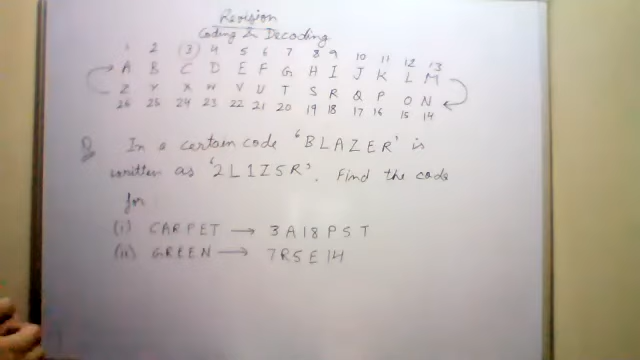 Revision
Coding & Decoding
1 2 3 4 5 6 7 8 9 10 11 12 13
A B C D E F G H I J K L M
Z Y X W V U T S R Q P O N
26 25 24 23 22 21 20 19 18 17 16 15 14
Q In a certain code 'BLAZER' is
written as '2L1Z5R'. Find the code
for
(i) CARPET → 3A18P5T
(ii) GREEN → 7R5E14